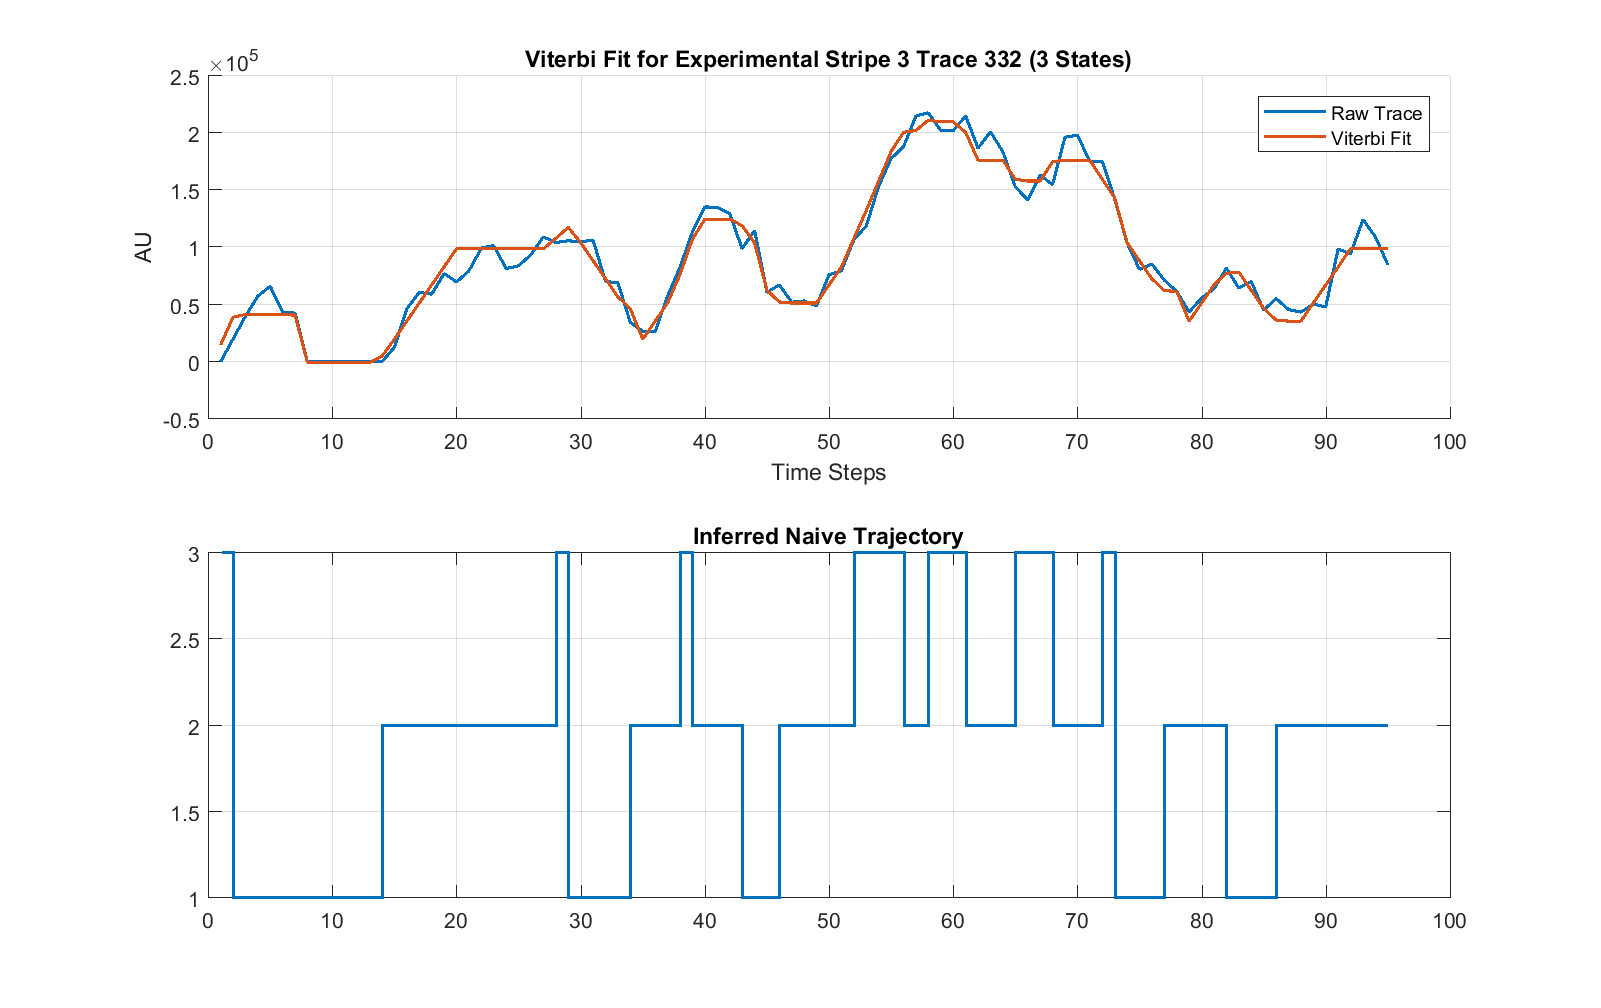 Viterbi Fit for Experimental Stripe 3 Trace 332 (3 States)
×10^5
2.5
2
1.5
1
0.5
0
-0.5
AU
Raw Trace
Viterbi Fit
0 10 20 30 40 50 60 70 80 90 100
Time Steps
Inferred Naive Trajectory
3
2.5
2
1.5
1
0 10 20 30 40 50 60 70 80 90 100